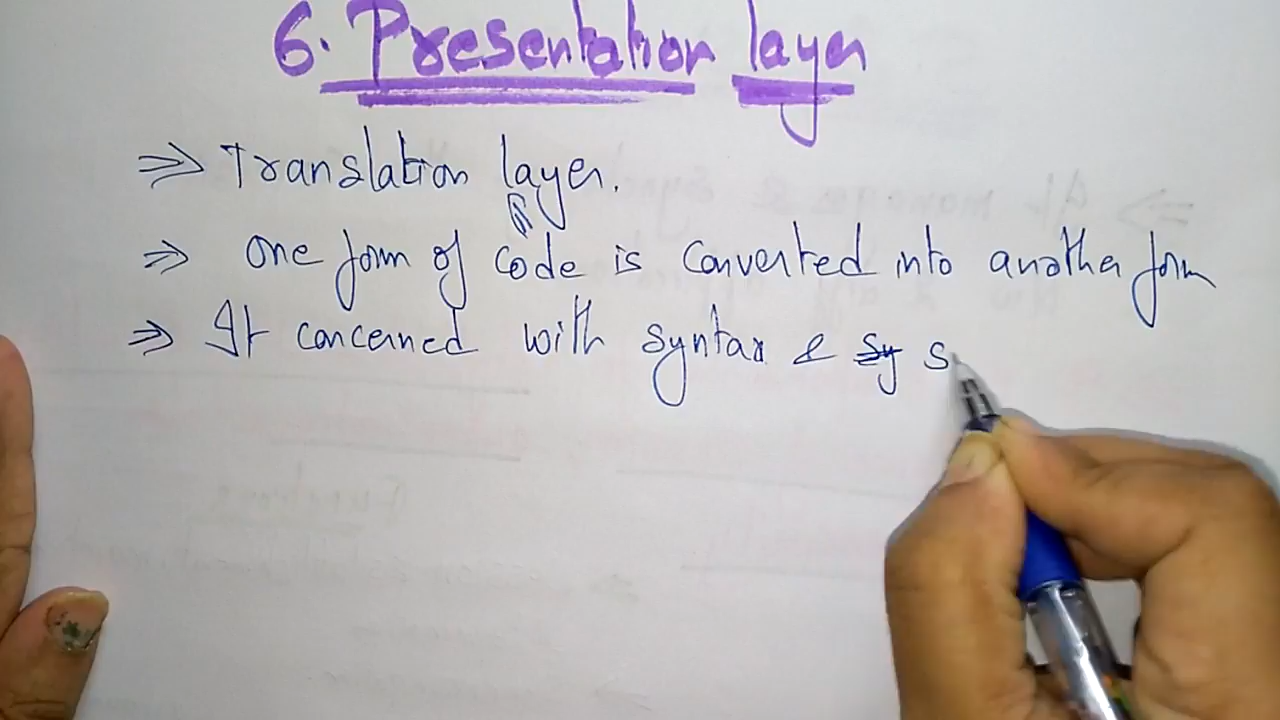 6. Presentation layer
⇒ Translation layer.
⇒ one form of code is converted into another form
⇒ It concerned with syntax & sy s